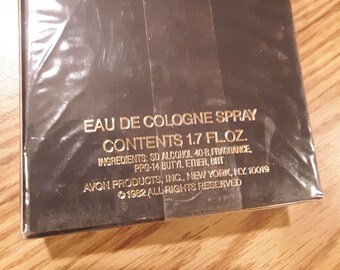 EAU DE COLOGNE SPRAY
CONTENTS 1.7 FL.OZ.
INGREDIENTS: SD ALCOHOL 40-B, FRAGRANCE,
PPG-14 BUTYL ETHER, BHT
AVON PRODUCTS, INC., NEW YORK, N.Y. 10019
© 1982 ALL RIGHTS RESERVED